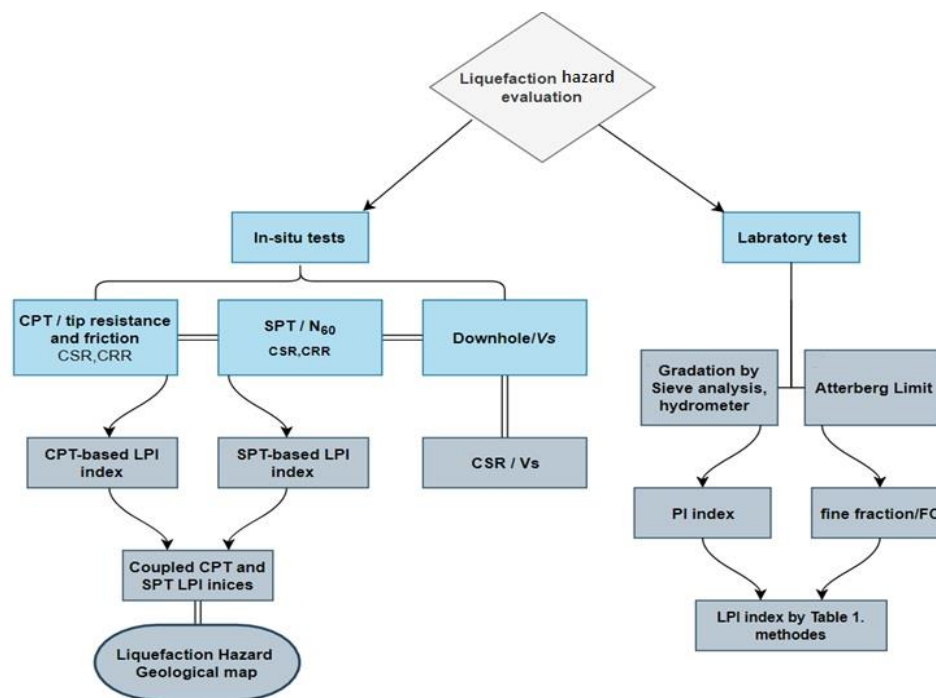 Liquefaction hazard
evaluation
In-situ tests
Labratory test
CPT / tip resistance
and friction
CSR,CRR
SPT / N₆₀
CSR,CRR
Downhole/Vs
Gradation by
Sieve analysis,
hydrometer
Atterberg Limit
CPT-based LPI
index
SPT-based LPI
index
CSR / Vs
PI index
fine fraction/FC
Coupled CPT and
SPT LPI inices
LPI index by Table 1.
methodes
Liquefaction Hazard
Geological map